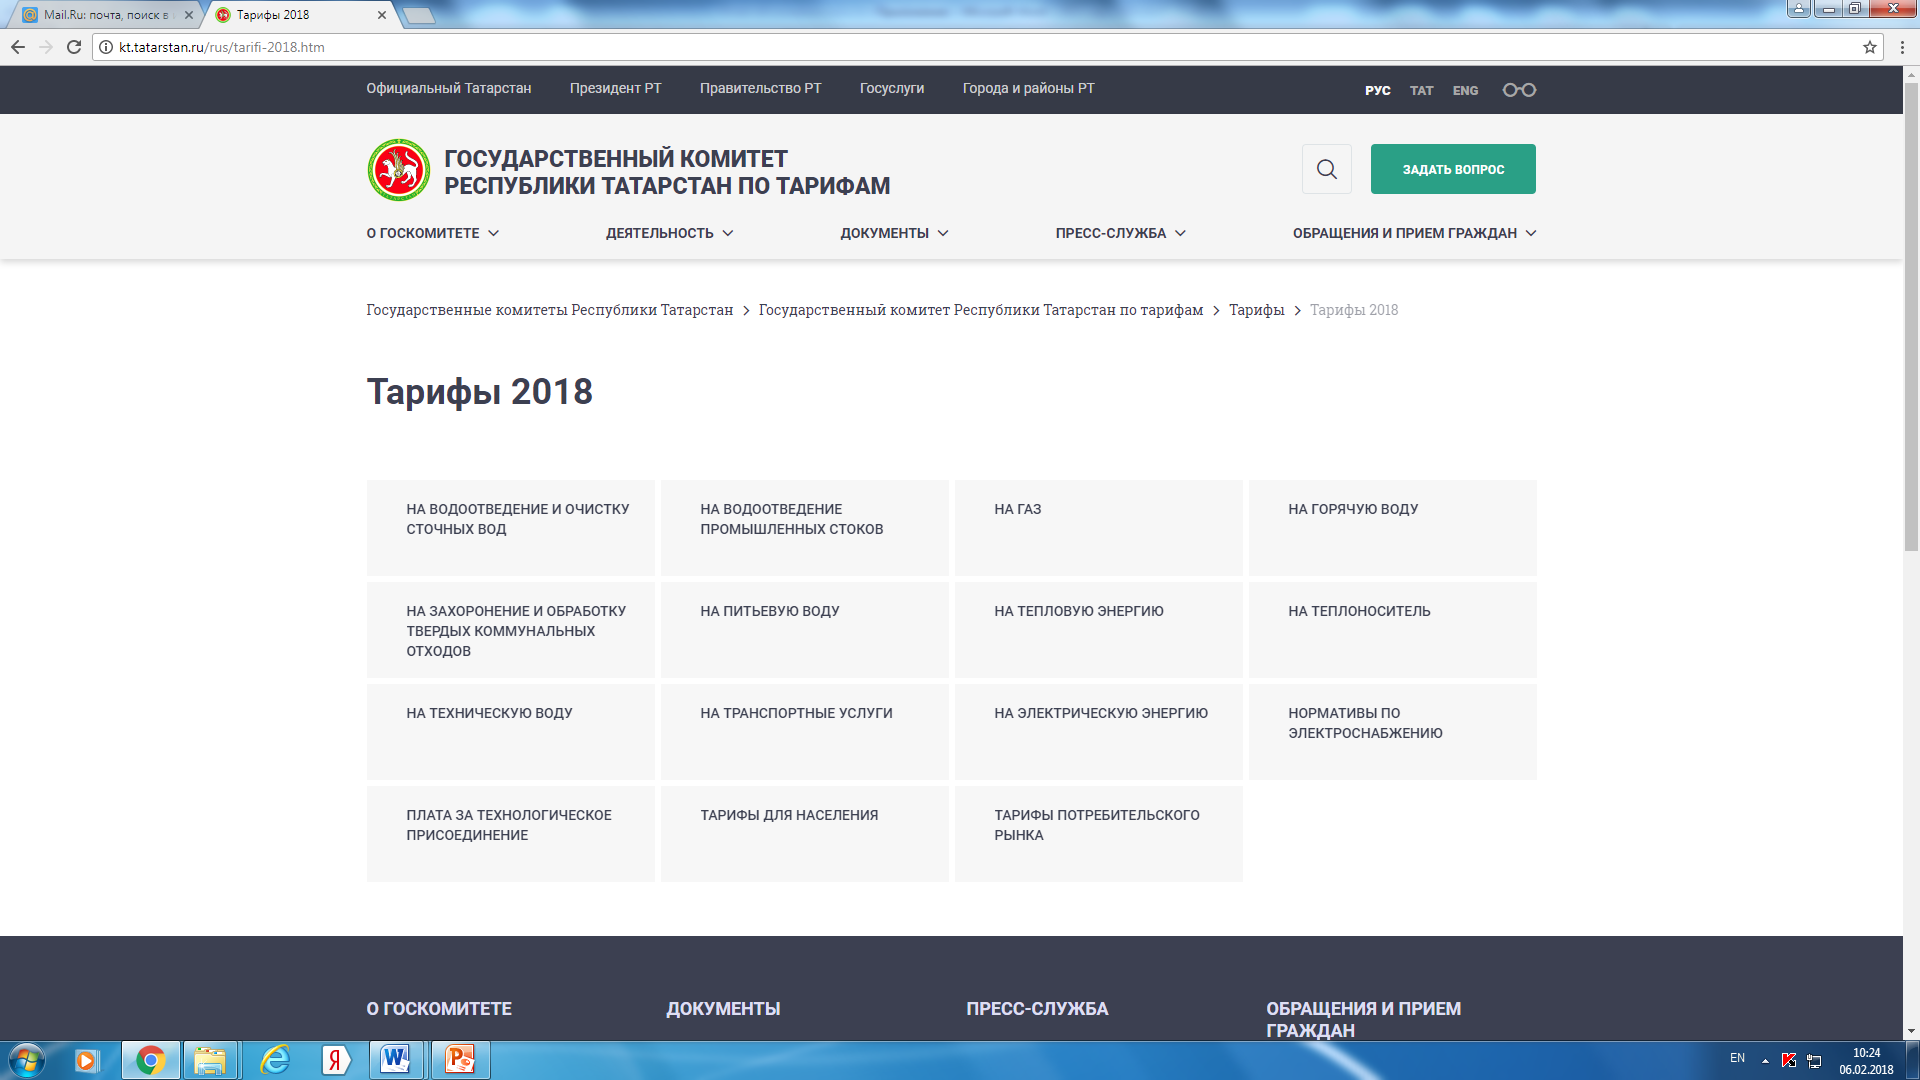 Mail.Ru: почта, поиск в
Тарифы 2018
kt.tatarstan.ru/rus/tarifi-2018.htm
Официальный Татарстан Президент РТ Правительство РТ Госуслуги Города и районы РТ РУС ТАТ ENG
ГОСУДАРСТВЕННЫЙ КОМИТЕТ
РЕСПУБЛИКИ ТАТАРСТАН ПО ТАРИФАМ
ЗАДАТЬ ВОПРОС
О ГОСКОМИТЕТЕ ДЕЯТЕЛЬНОСТЬ ДОКУМЕНТЫ ПРЕСС-СЛУЖБА ОБРАЩЕНИЯ И ПРИЕМ ГРАЖДАН
Государственные комитеты Республики Татарстан > Государственный комитет Республики Татарстан по тарифам > Тарифы > Тарифы 2018
Тарифы 2018
НА ВОДООТВЕДЕНИЕ И ОЧИСТКУ
СТОЧНЫХ ВОД
НА ВОДООТВЕДЕНИЕ
ПРОМЫШЛЕННЫХ СТОКОВ
НА ГАЗ
НА ГОРЯЧУЮ ВОДУ
НА ЗАХОРОНЕНИЕ И ОБРАБОТКУ
ТВЕРДЫХ КОММУНАЛЬНЫХ
ОТХОДОВ
НА ПИТЬЕВУЮ ВОДУ
НА ТЕПЛОВУЮ ЭНЕРГИЮ
НА ТЕПЛОНОСИТЕЛЬ
НА ТЕХНИЧЕСКУЮ ВОДУ
НА ТРАНСПОРТНЫЕ УСЛУГИ
НА ЭЛЕКТРИЧЕСКУЮ ЭНЕРГИЮ
НОРМАТИВЫ ПО
ЭЛЕКТРОСНАБЖЕНИЮ
ПЛАТА ЗА ТЕХНОЛОГИЧЕСКОЕ
ПРИСОЕДИНЕНИЕ
ТАРИФЫ ДЛЯ НАСЕЛЕНИЯ
ТАРИФЫ ПОТРЕБИТЕЛЬСКОГО
РЫНКА
О ГОСКОМИТЕТЕ
ДОКУМЕНТЫ
ПРЕСС-СЛУЖБА
ОБРАЩЕНИЯ И ПРИЕМ
ГРАЖДАН
EN
10:24
06.02.2018